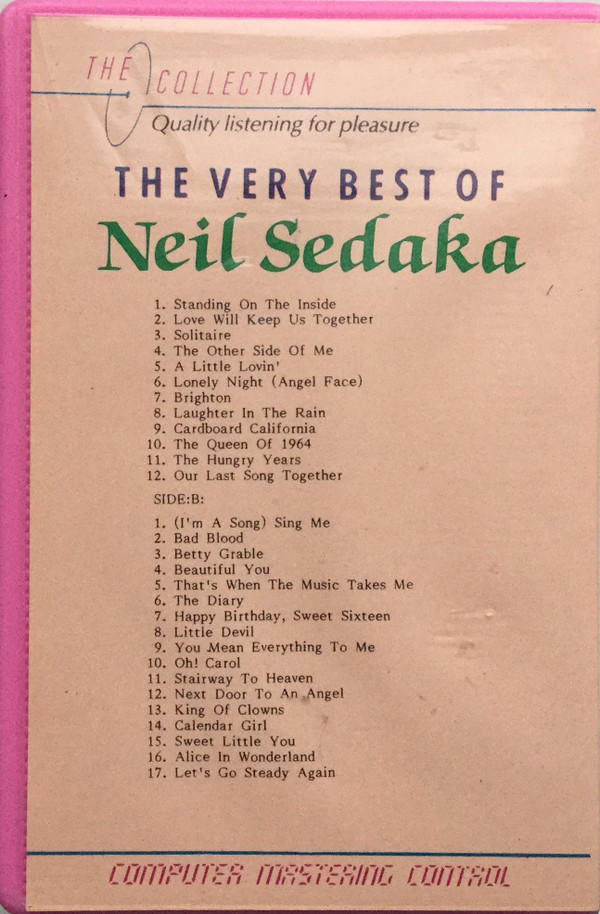 THE COLLECTION
Quality listening for pleasure
THE VERY BEST OF
Neil Sedaka
1. Standing On The Inside
2. Love Will Keep Us Together
3. Solitaire
4. The Other Side Of Me
5. A Little Lovin'
6. Lonely Night (Angel Face)
7. Brighton
8. Laughter In The Rain
9. Cardboard California
10. The Queen Of 1964
11. The Hungry Years
12. Our Last Song Together
SIDE:B:
1. (I'm A Song) Sing Me
2. Bad Blood
3. Betty Grable
4. Beautiful You
5. That's When The Music Takes Me
6. The Diary
7. Happy Birthday, Sweet Sixteen
8. Little Devil
9. You Mean Everything To Me
10. Oh! Carol
11. Stairway To Heaven
12. Next Door To An Angel
13. King Of Clowns
14. Calendar Girl
15. Sweet Little You
16. Alice In Wonderland
17. Let's Go Steady Again
COMPUTER MASTERING CONTROL